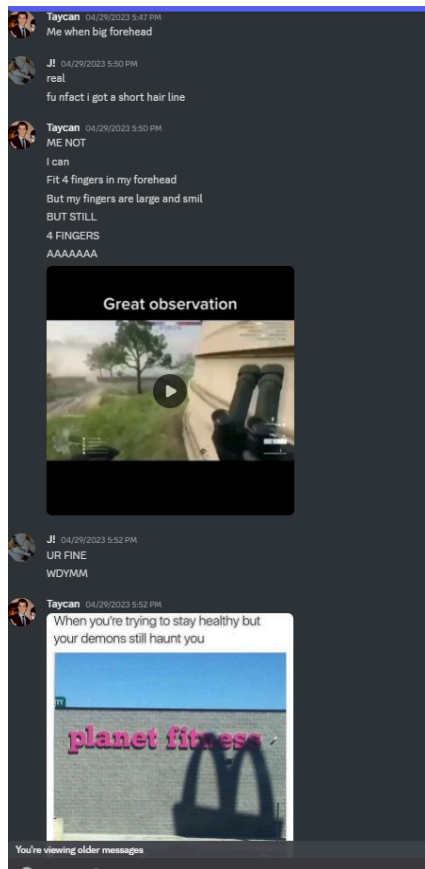 Taycan 04/29/2023 5:47 PM
Me when big forehead
J! 04/29/2023 5:50 PM
real
fu nfact i got a short hair line
Taycan 04/29/2023 5:50 PM
ME NOT
I can
Fit 4 fingers in my forehead
But my fingers are large and smil
BUT STILL
4 FINGERS
AAAAAAA
Great observation
J! 04/29/2023 5:52 PM
UR FINE
WDYMM
Taycan 04/29/2023 5:52 PM
When you're trying to stay healthy but
your demons still haunt you
planet fitness
You're viewing older messages